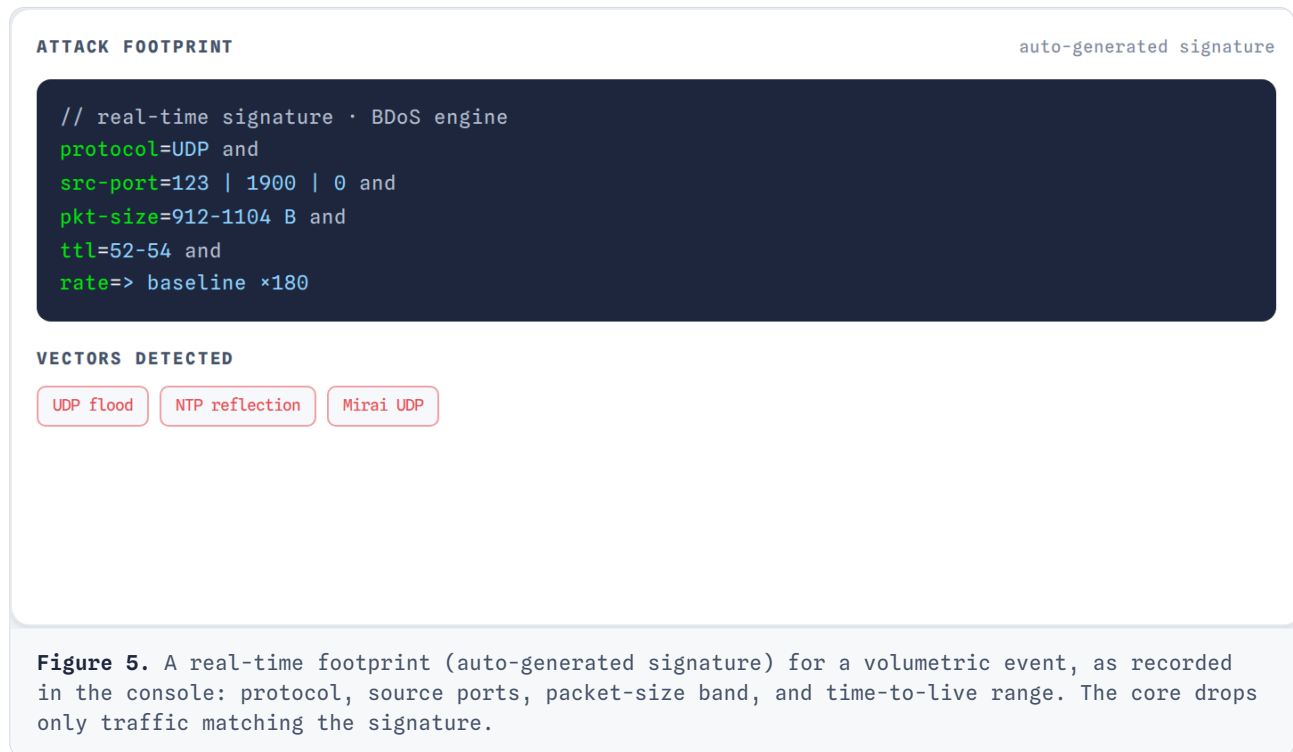 ATTACK FOOTPRINT
auto-generated signature
// real-time signature · BDoS engine
protocol=UDP and
src-port=123 | 1900 | 0 and
pkt-size=912-1104 B and
ttl=52-54 and
rate=> baseline ×180
VECTORS DETECTED
UDP flood
NTP reflection
Mirai UDP
Figure 5. A real-time footprint (auto-generated signature) for a volumetric event, as recorded
in the console: protocol, source ports, packet-size band, and time-to-live range. The core drops
only traffic matching the signature.